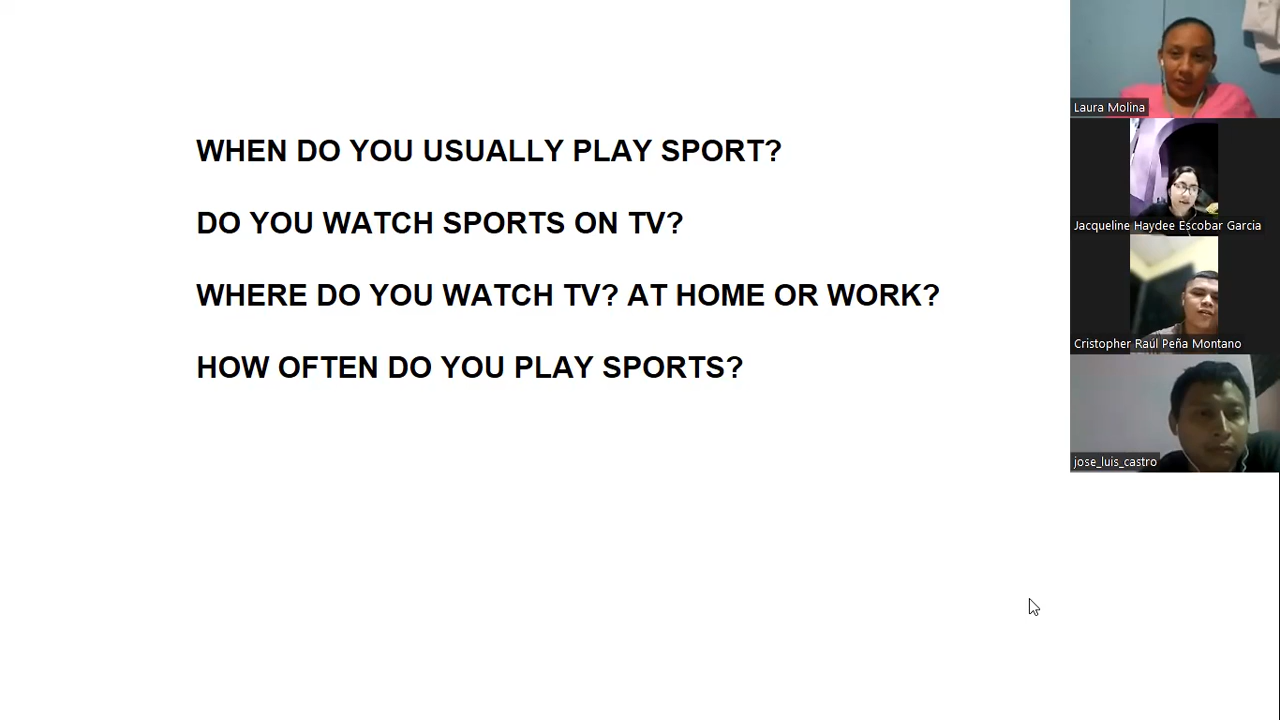 WHEN DO YOU USUALLY PLAY SPORT?
DO YOU WATCH SPORTS ON TV?
WHERE DO YOU WATCH TV? AT HOME OR WORK?
HOW OFTEN DO YOU PLAY SPORTS?
Laura Molina
Jacqueline Haydee Escobar Garcia
Cristopher Raúl Peña Montano
jose_luis_castro